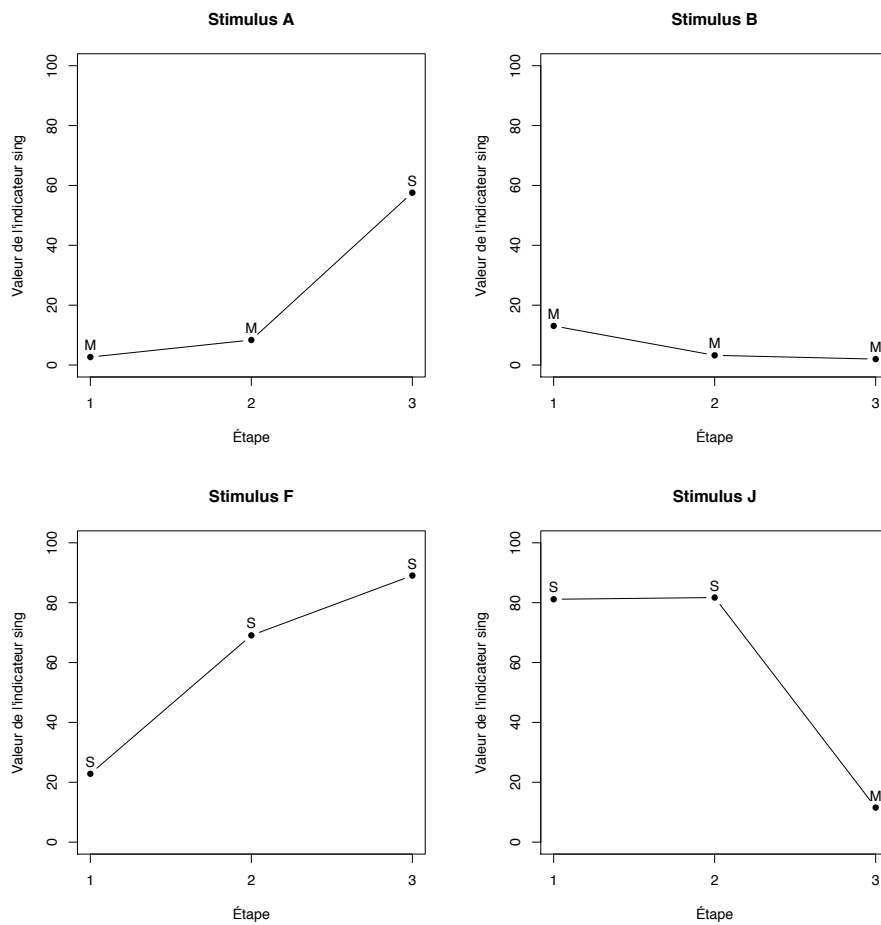 Stimulus A
Valeur de l'indicateur sing
100
80
60
40
20
0
M
M
S
1
2
3
Étape
Stimulus B
Valeur de l'indicateur sing
100
80
60
40
20
0
M
M
M
1
2
3
Étape
Stimulus F
Valeur de l'indicateur sing
100
80
60
40
20
0
S
S
S
1
2
3
Étape
Stimulus J
Valeur de l'indicateur sing
100
80
60
40
20
0
S
S
M
1
2
3
Étape